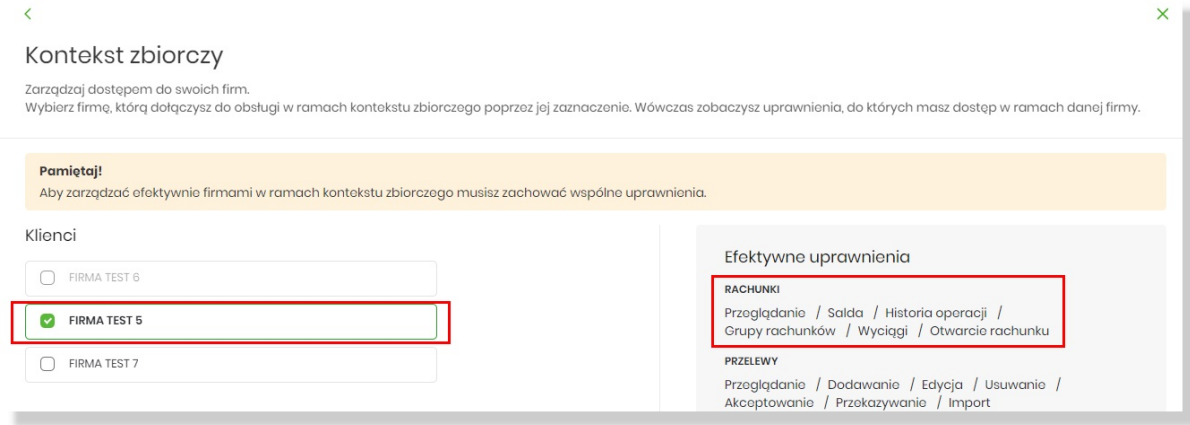 Kontekst zbiorczy
Zarządzaj dostępem do swoich firm.
Wybierz firmę, którą dołączysz do obsługi w ramach kontekstu zbiorczego poprzez jej zaznaczenie. Wówczas zobaczysz uprawnienia, do których masz dostęp w ramach danej firmy.
Pamiętaj!
Aby zarządzać efektywnie firmami w ramach kontekstu zbiorczego musisz zachować wspólne uprawnienia.
Klienci
FIRMA TEST 6
FIRMA TEST 5
FIRMA TEST 7
Efektywne uprawnienia
RACHUNKI
Przeglądanie / Salda / Historia operacji /
Grupy rachunków / Wyciągi / Otwarcie rachunku
PRZELEWY
Przeglądanie / Dodawanie / Edycja / Usuwanie /
Akceptowanie / Przekazywanie / Import